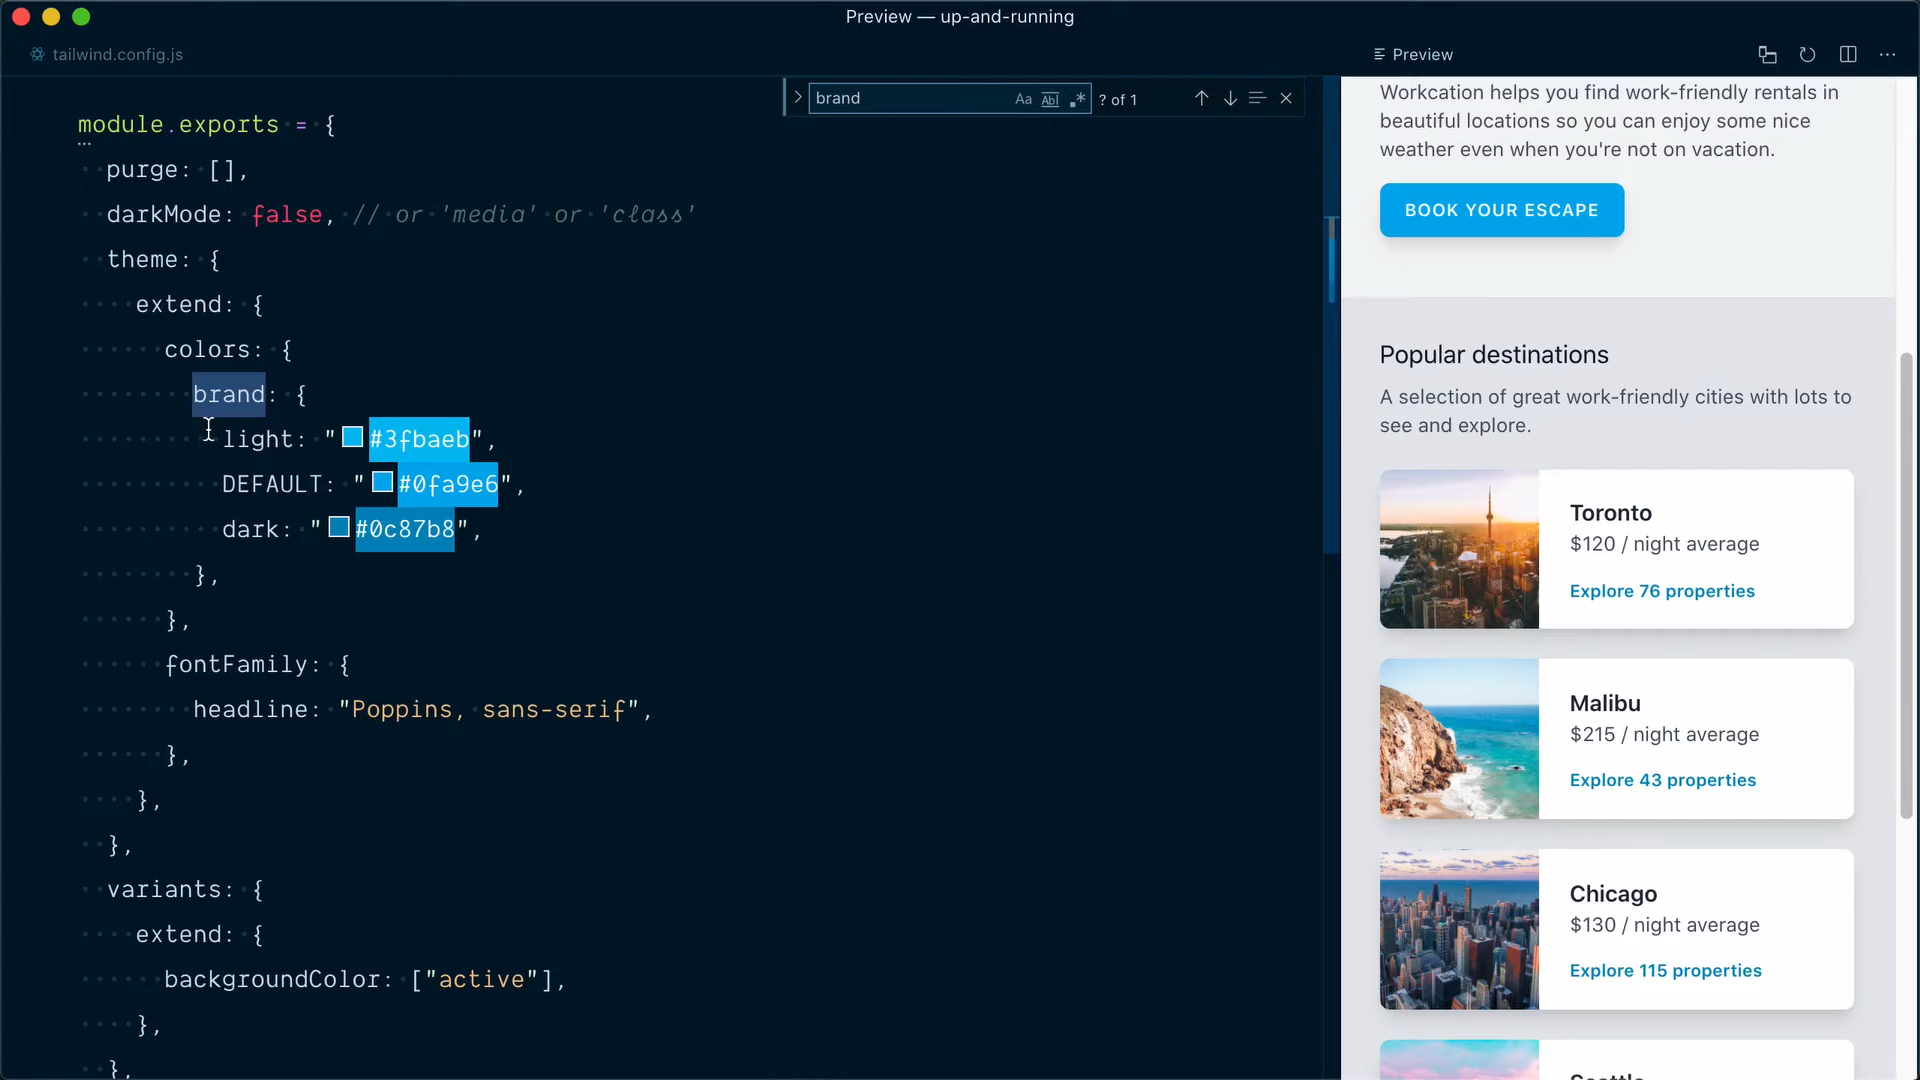 Preview — up-and-running
tailwind.config.js
Preview
brand
Aa
Ab|
.*
? of 1
module.exports = {
purge: [],
darkMode: false, // or 'media' or 'class'
theme: {
extend: {
colors: {
brand: {
light: "#3fbaeb",
DEFAULT: "#0fa9e6",
dark: "#0c87b8",
},
},
fontFamily: {
headline: "Poppins, sans-serif",
},
},
},
variants: {
extend: {
backgroundColor: ["active"],
},
},
Workcation helps you find work-friendly rentals in
beautiful locations so you can enjoy some nice
weather even when you're not on vacation.
BOOK YOUR ESCAPE
Popular destinations
A selection of great work-friendly cities with lots to
see and explore.
Toronto
$120 / night average
Explore 76 properties
Malibu
$215 / night average
Explore 43 properties
Chicago
$130 / night average
Explore 115 properties
Seattle